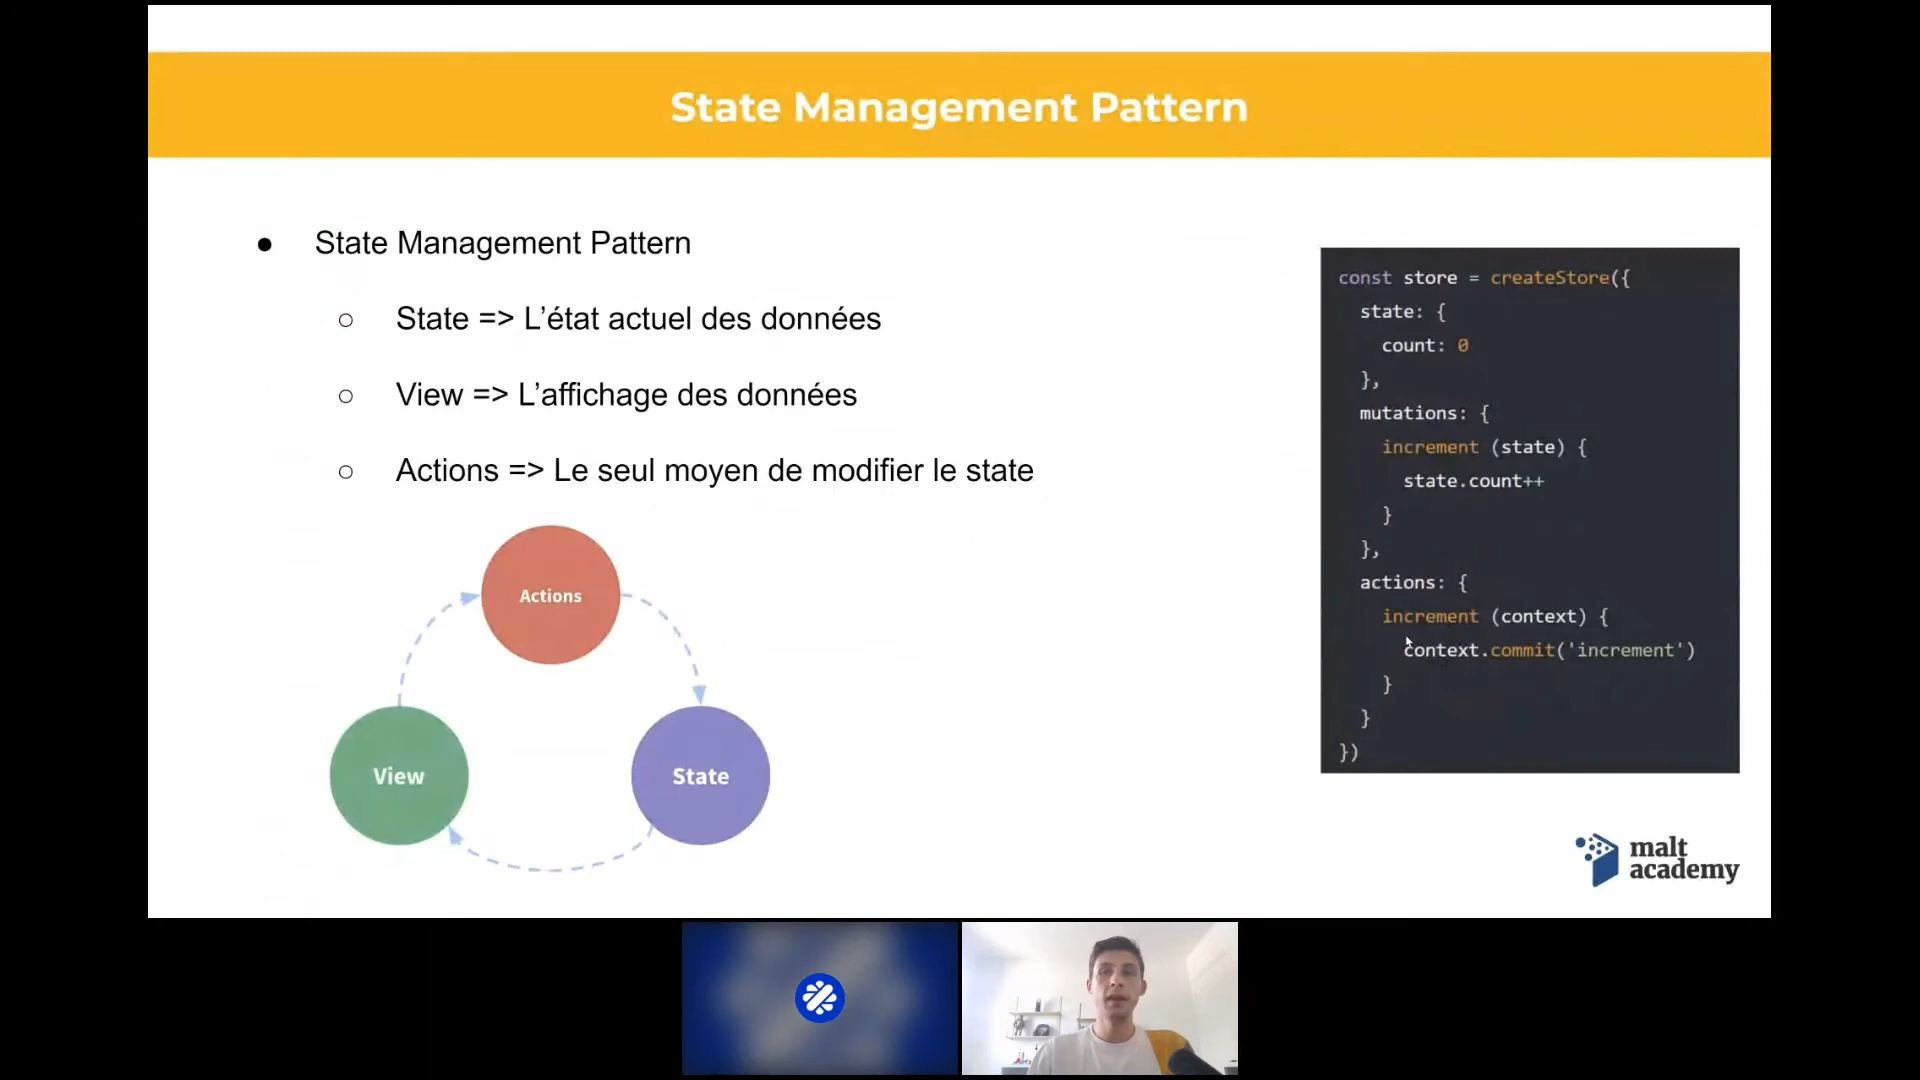 State Management Pattern
● State Management Pattern
○ State => L’état actuel des données
○ View => L’affichage des données
○ Actions => Le seul moyen de modifier le state
Actions
View
State
const store = createStore({
  state: {
    count: 0
  },
  mutations: {
    increment (state) {
      state.count++
    }
  },
  actions: {
    increment (context) {
      context.commit('increment')
    }
  }
})
malt
academy